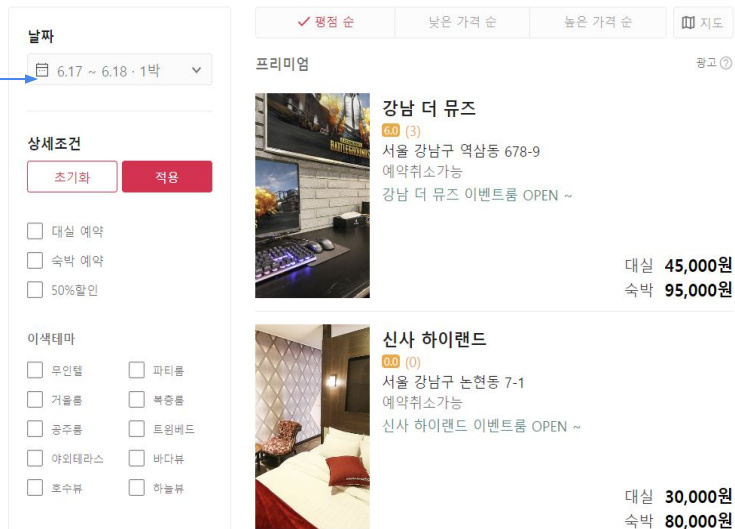 날짜
6.17 ~ 6.18 · 1박
상세조건
초기화 적용
대실 예약
숙박 예약
50%할인
이색테마
무인텔 파티룸
거울룸 복층룸
공주룸 트윈베드
야외테라스 바다뷰
호수뷰 하늘뷰
평점 순 낮은 가격 순 높은 가격 순 지도
프리미엄 광고 ?
BATTLEGROUNDS
강남 더 뮤즈
6.0 (3)
서울 강남구 역삼동 678-9
예약취소가능
강남 더 뮤즈 이벤트룸 OPEN ~
대실 45,000원
숙박 95,000원
신사 하이랜드
0.0 (0)
서울 강남구 논현동 7-1
예약취소가능
신사 하이랜드 이벤트룸 OPEN ~
대실 30,000원
숙박 80,000원